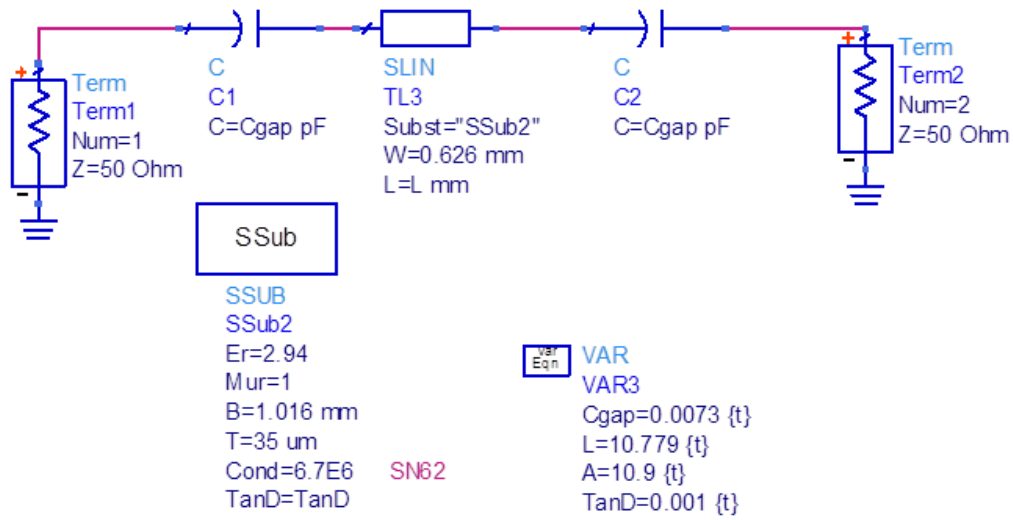 +
Term
Term1
Num=1
Z=50 Ohm
-
C
C1
C=Cgap pF
SLIN
TL3
Subst="SSub2"
W=0.626 mm
L=L mm
C
C2
C=Cgap pF
+
Term
Term2
Num=2
Z=50 Ohm
-
SSub
SSUB
SSub2
Er=2.94
Mur=1
B=1.016 mm
T=35 um
Cond=6.7E6 SN62
TanD=TanD
Var
Eqn
VAR
VAR3
Cgap=0.0073 {t}
L=10.779 {t}
A=10.9 {t}
TanD=0.001 {t}